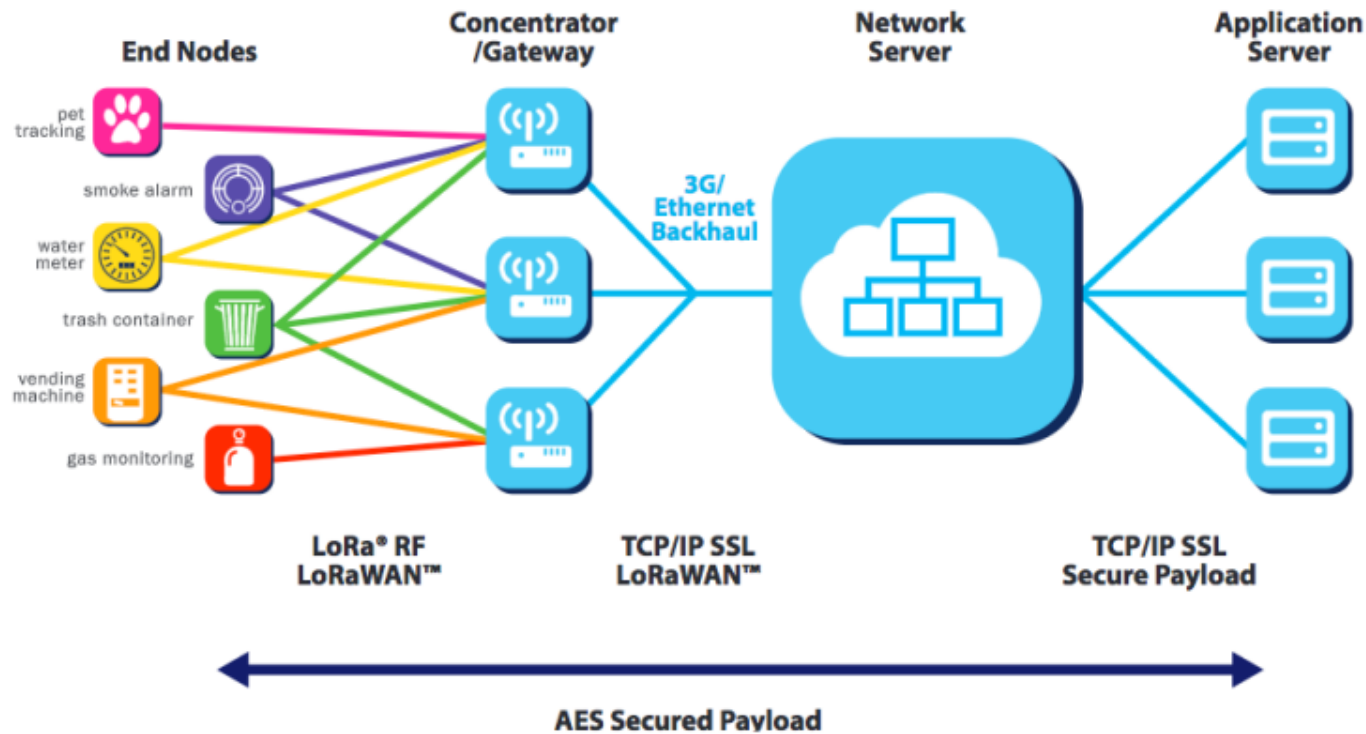 End Nodes
Concentrator
/Gateway
Network
Server
Application
Server
pet
tracking
smoke alarm
water
meter
trash container
vending
machine
gas monitoring
3G/
Ethernet
Backhaul
LoRa® RF
LoRaWAN™
TCP/IP SSL
LoRaWAN™
TCP/IP SSL
Secure Payload
AES Secured Payload